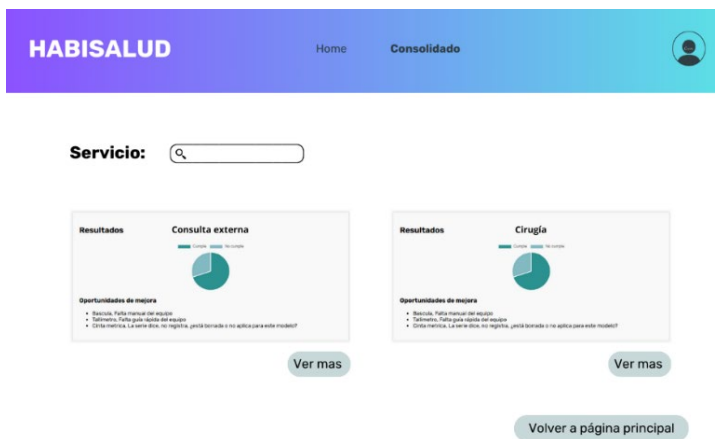 HABISALUD
Home
Consolidado
Servicio:
Resultados
Consulta externa
Cumple
No cumple
Oportunidades de mejora
Bascula, Falta manual del equipo
Tallimetro, Falta guía rápida del equipo
Cinta metrica, La serie dice, no registra, ¿está borrada o no aplica para este modelo?
Ver mas
Resultados
Cirugía
Cumple
No cumple
Oportunidades de mejora
Bascula, Falta manual del equipo
Tallimetro, Falta guía rápida del equipo
Cinta metrica, La serie dice, no registra, ¿está borrada o no aplica para este modelo?
Ver mas
Volver a página principal